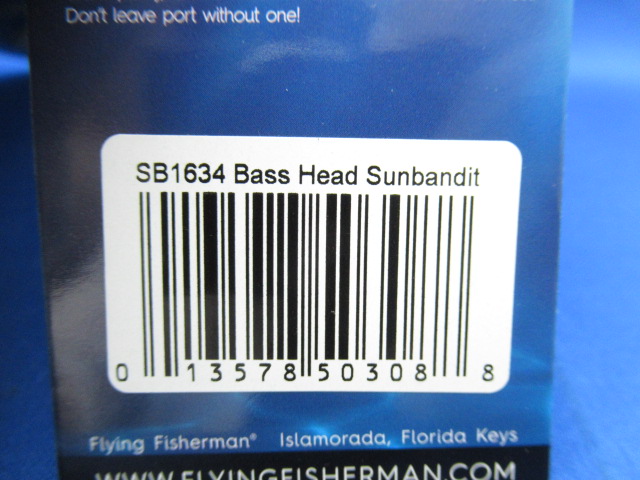 Don't leave port without one!
SB1634 Bass Head Sunbandit
0 13578 50308 8
Flying Fisherman® Islamorada, Florida Keys
WWW.FLYINGFISHERMAN.COM